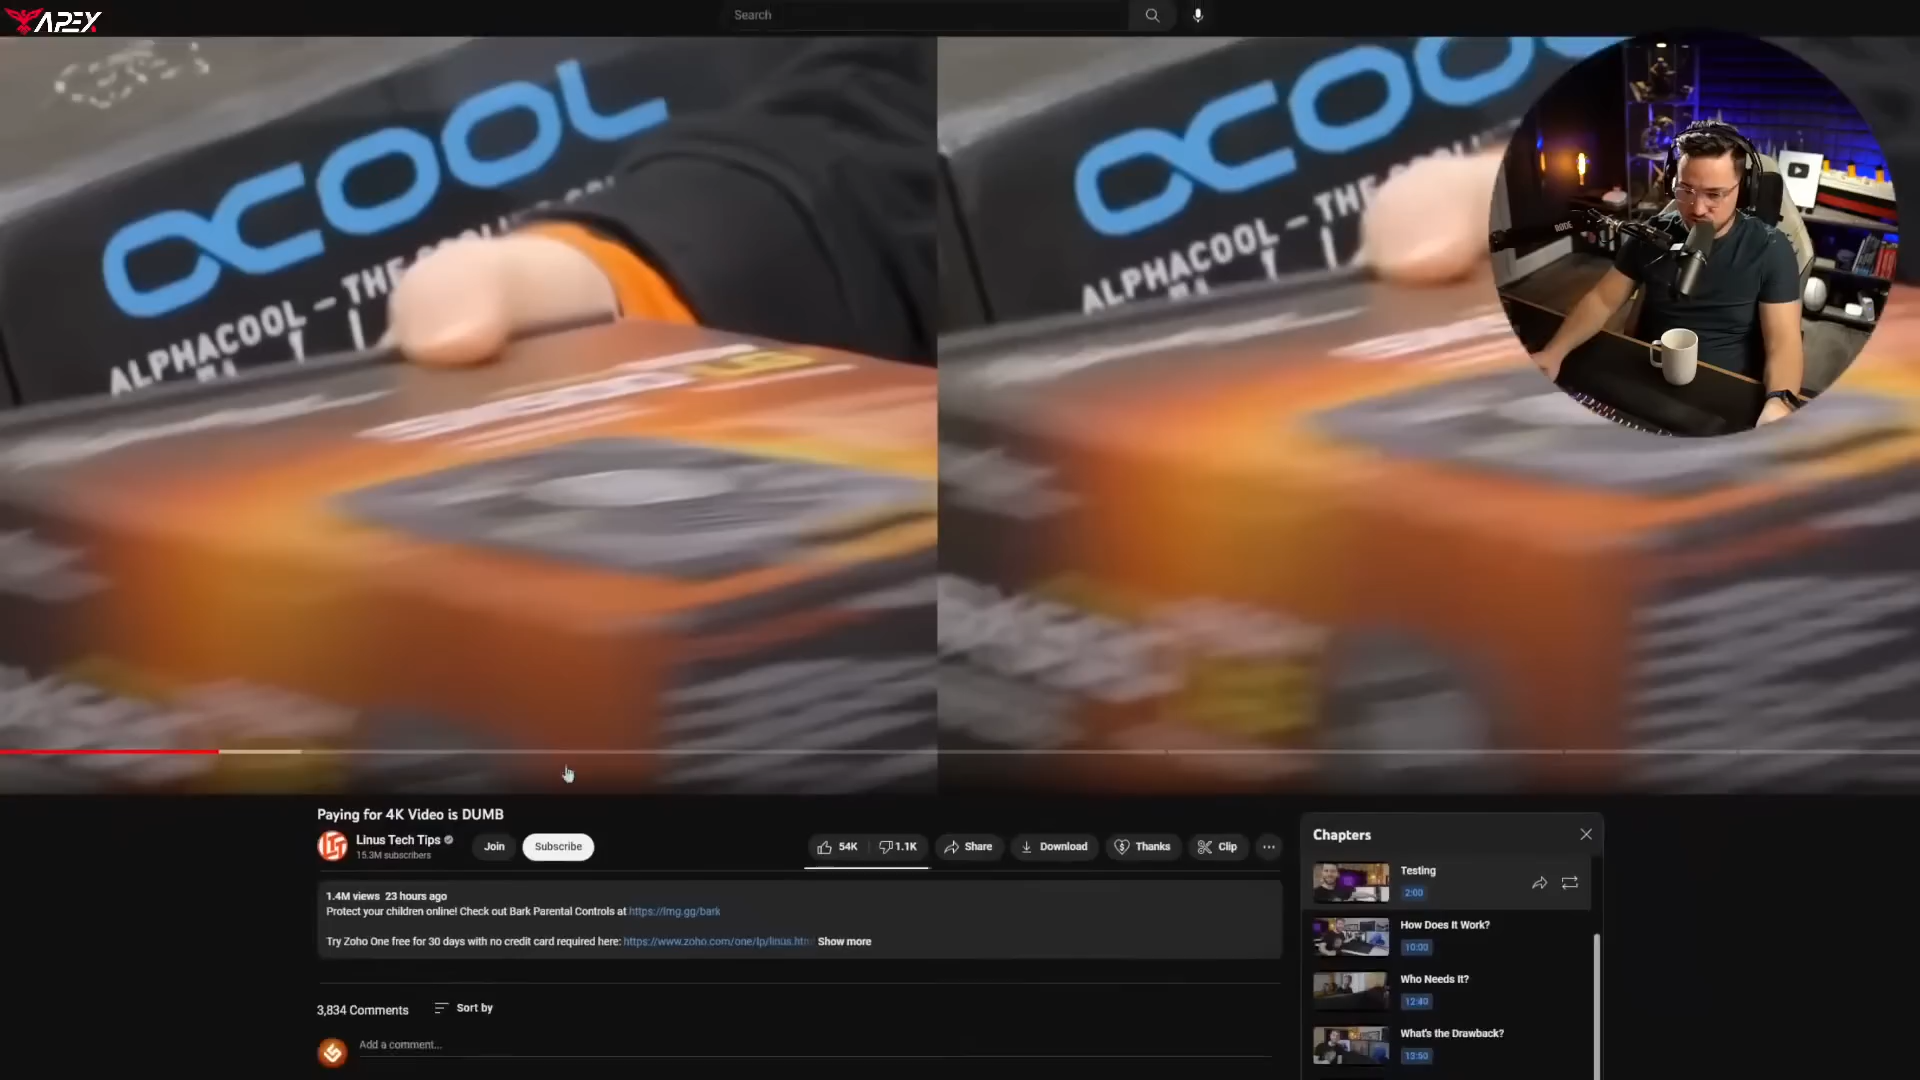 APEX
Search
ACOOL
ALPHACOOL – THE
ACOO
ALPHACOOL – THE
RODE
Paying for 4K Video is DUMB
Linus Tech Tips
15.3M subscribers
Join
Subscribe
54K
1.1K
Share
Download
Thanks
Clip
1.4M views 23 hours ago
Protect your children online! Check out Bark Parental Controls at https://lmg.gg/bark
Try Zoho One free for 30 days with no credit card required here: https://www.zoho.com/one/lp/linus.htm
Show more
3,834 Comments
Sort by
Add a comment...
Chapters
Testing
2:00
How Does It Work?
10:00
Who Needs It?
12:40
What's the Drawback?
13:50